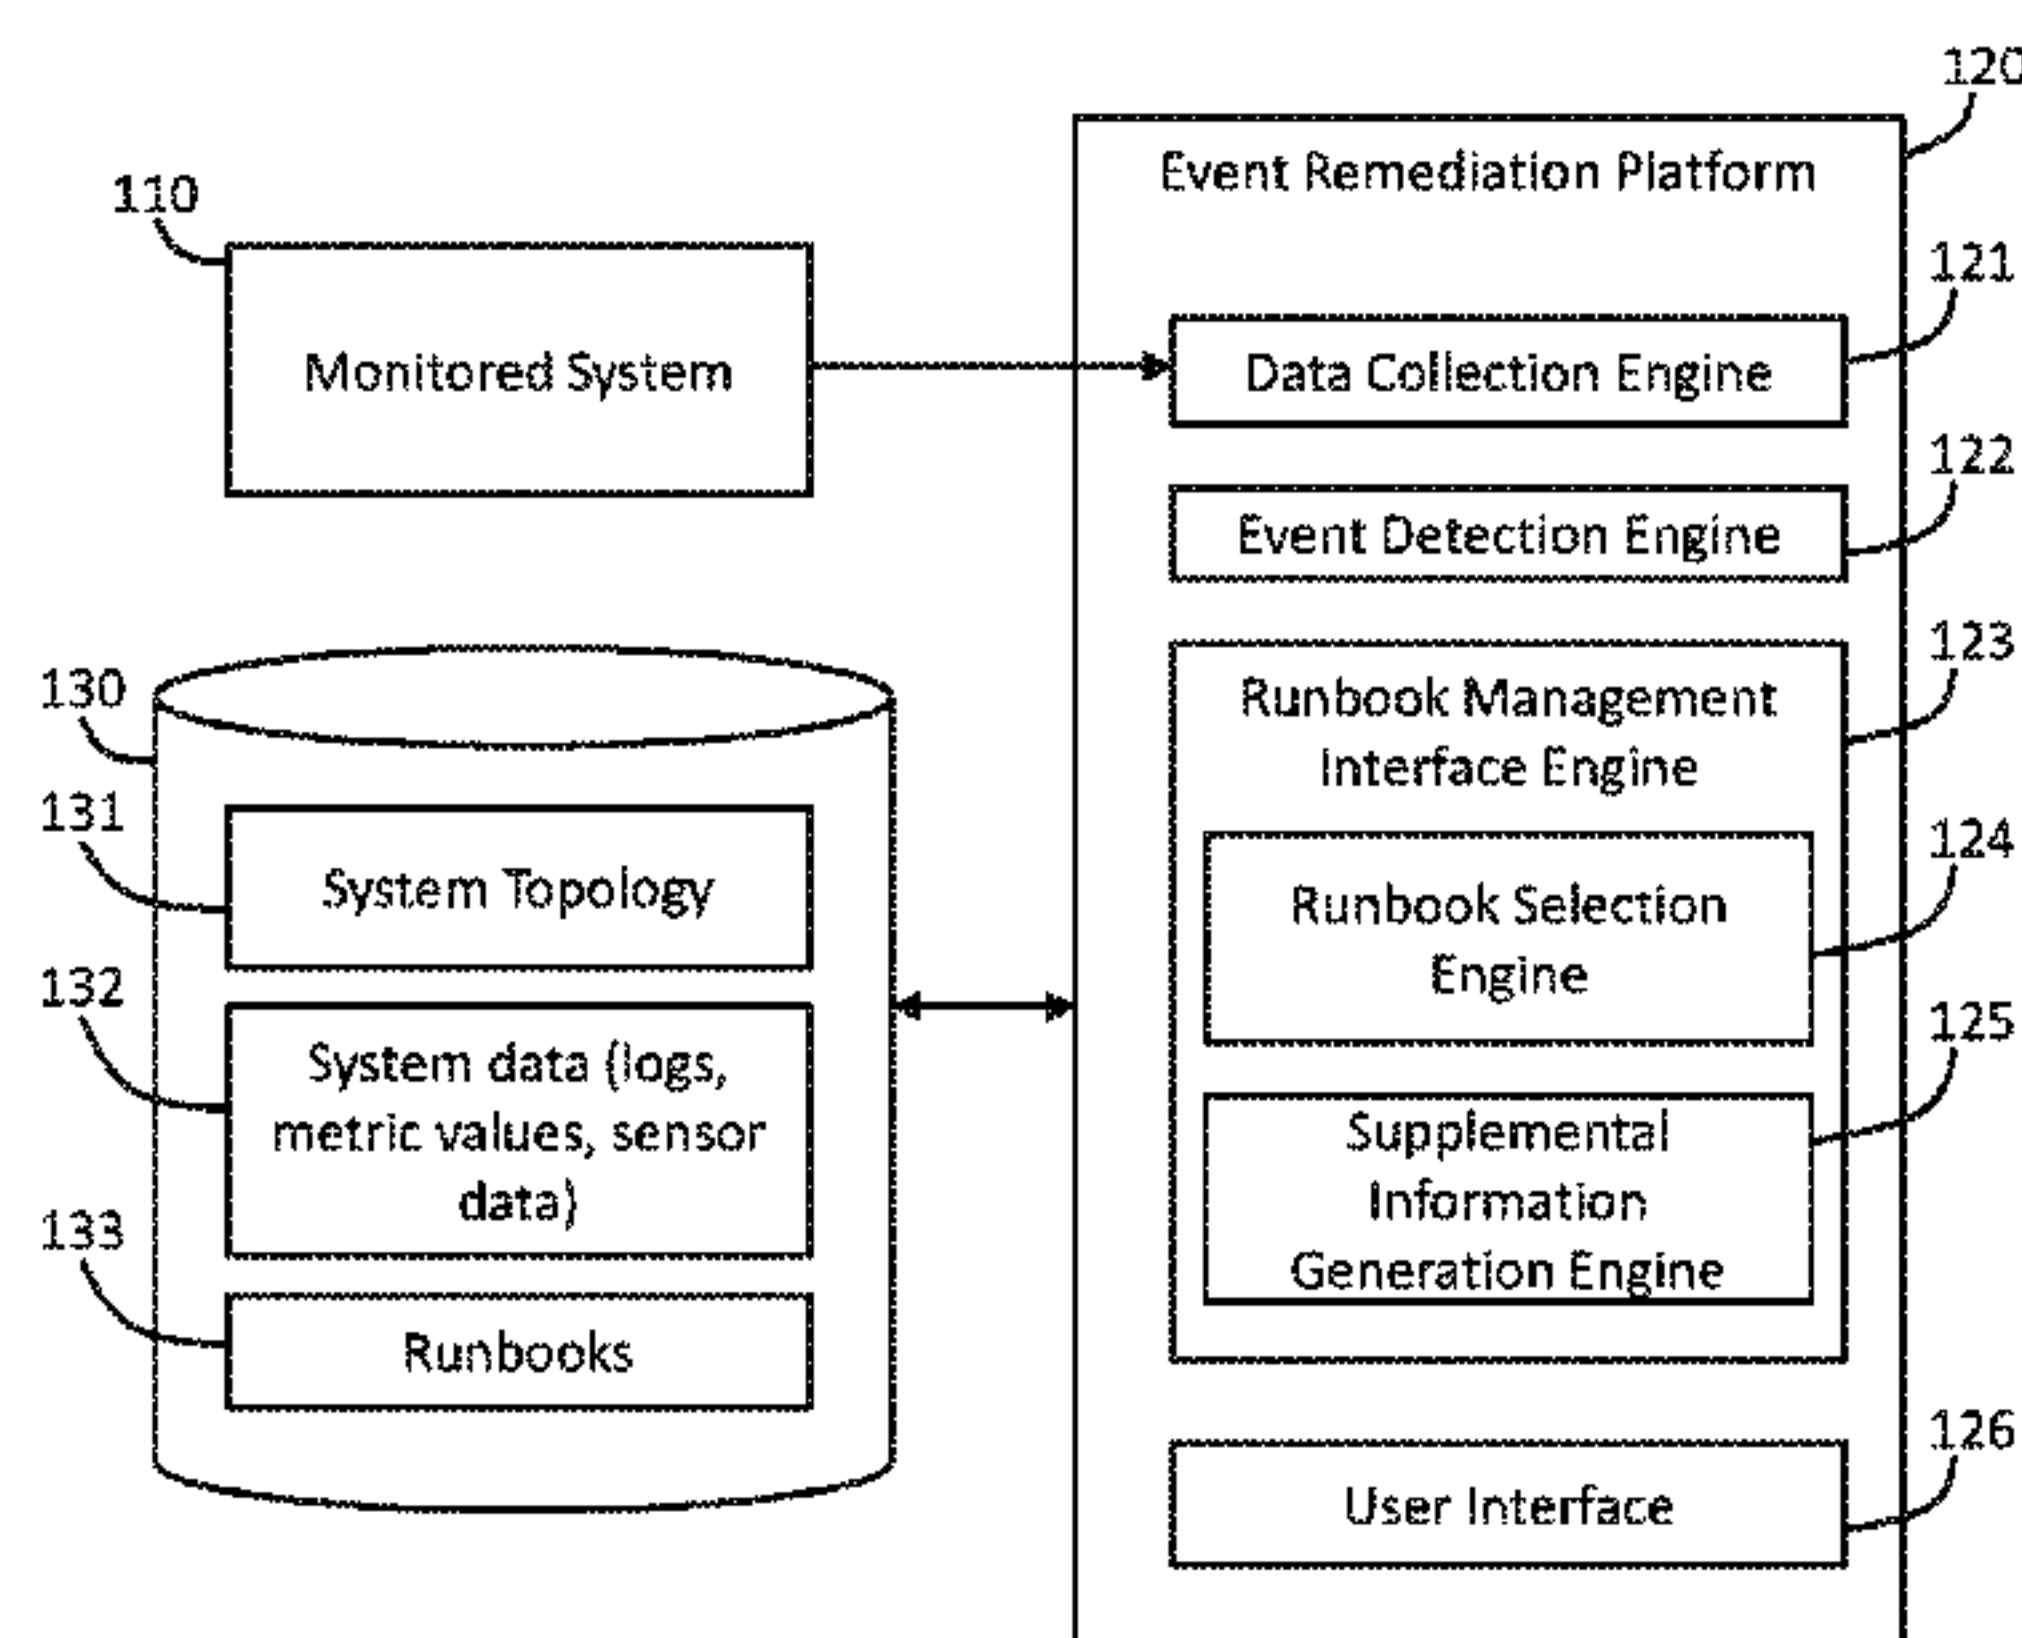 120
Event Remediation Platform
110
121
Monitored System
Data Collection Engine
122
Event Detection Engine
123
130
Runbook Management
Interface Engine
131
124
System Topology
Runbook Selection
Engine
132
125
System data (logs,
metric values, sensor
data)
Supplemental
Information
Generation Engine
133
Runbooks
126
User Interface